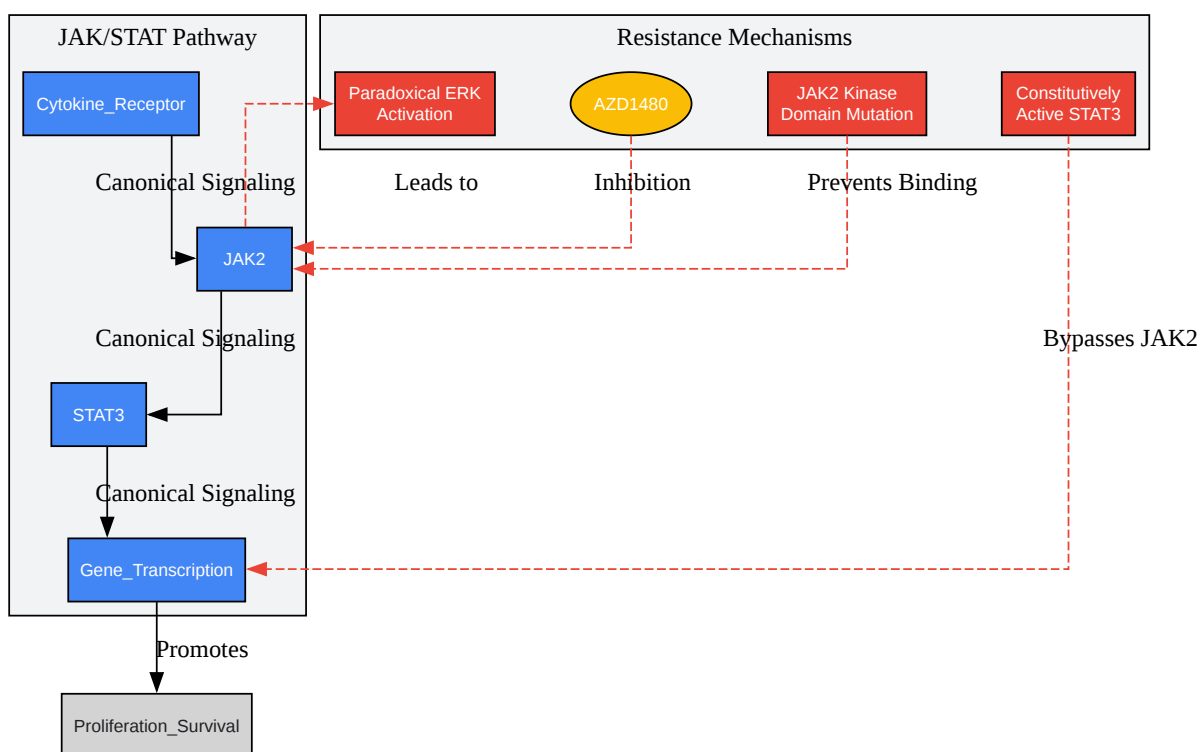 JAK/STAT Pathway
Resistance Mechanisms
Cytokine_Receptor
Paradoxical ERK
Activation
AZD1480
JAK2 Kinase
Domain Mutation
Constitutively
Active STAT3
Canonical Signaling
Leads to
Inhibition
Prevents Binding
JAK2
Canonical Signaling
Bypasses JAK2
STAT3
Canonical Signaling
Gene_Transcription
Promotes
Proliferation_Survival